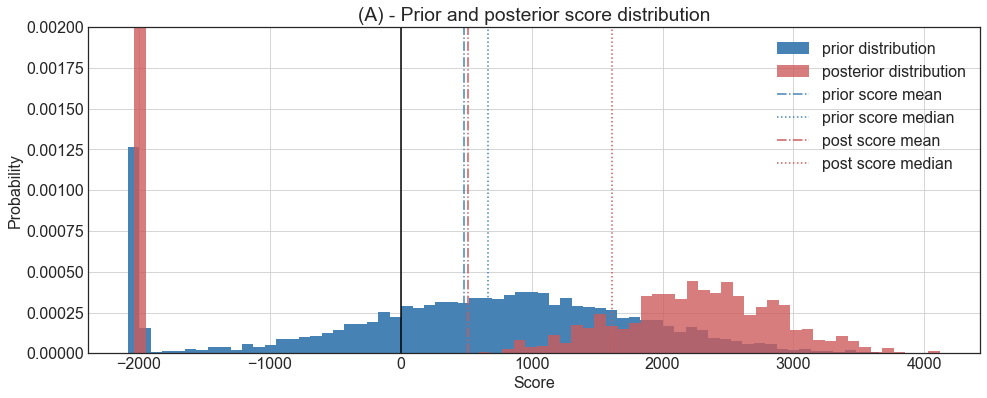 (A) - Prior and posterior score distribution
0.00200
0.00175
0.00150
0.00125
0.00100
0.00075
0.00050
0.00025
0.00000
Probability
prior distribution
posterior distribution
prior score mean
prior score median
post score mean
post score median
−2000 −1000 0 1000 2000 3000 4000
Score